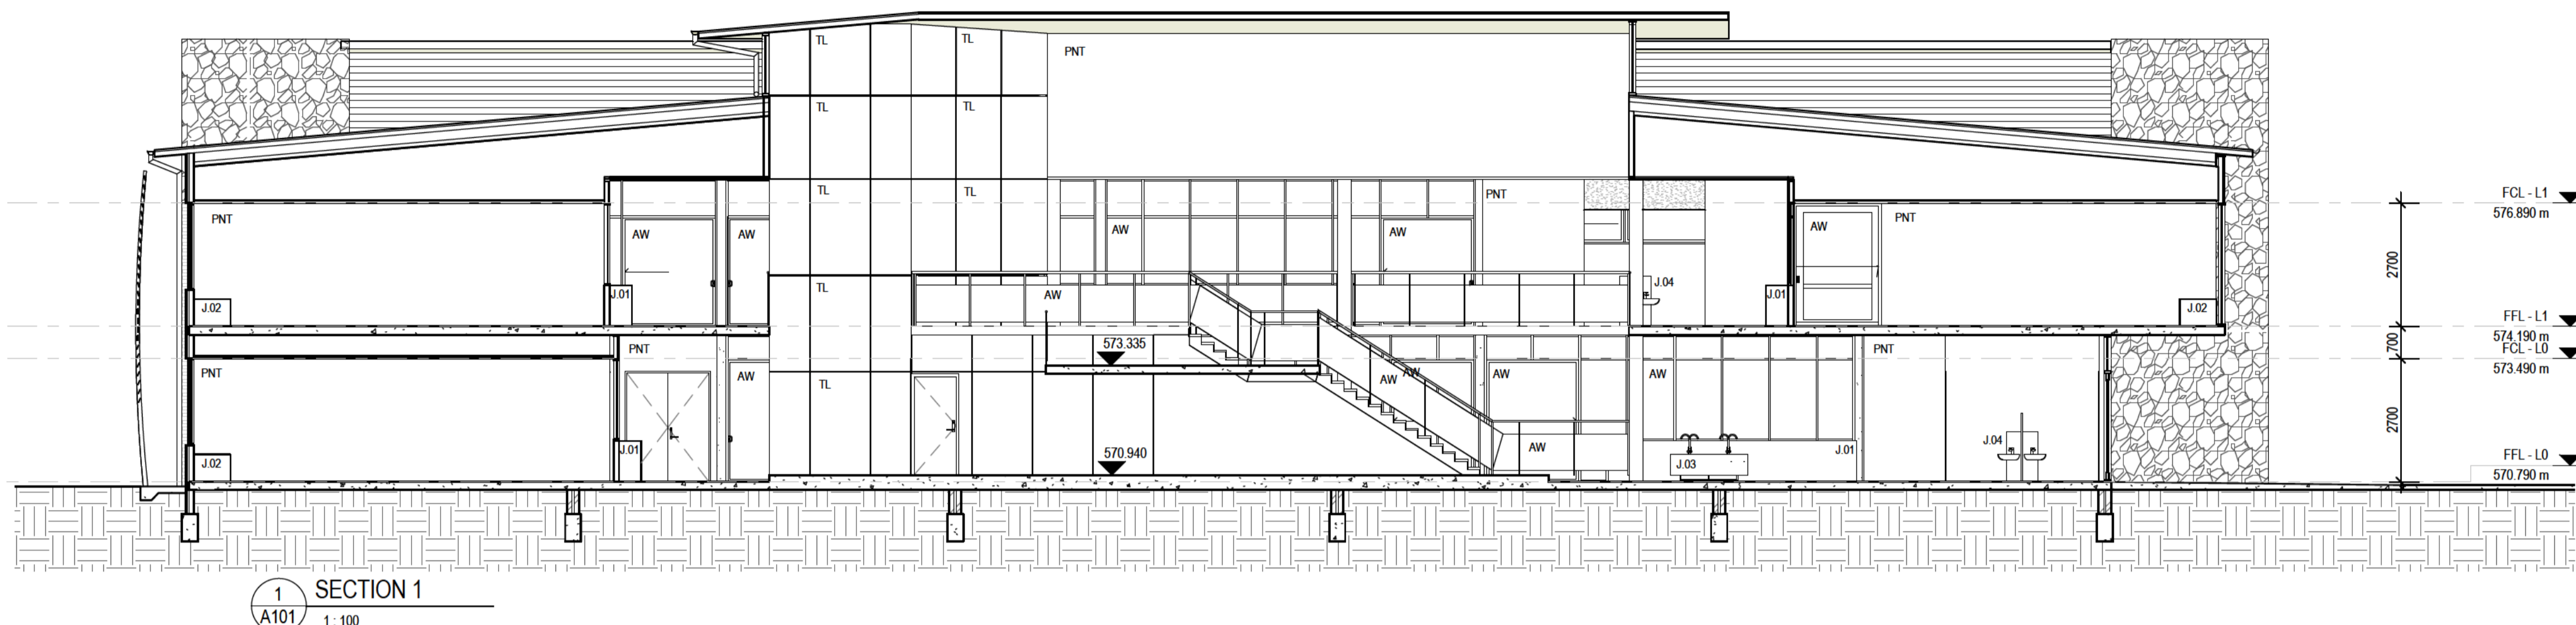 TL
TL
PNT
TL
TL
TL
TL
PNT
FCL - L1
576.890 m
PNT
PNT
AW
AW
AW
AW
AW
2700
J.04
J.01
J.01
AW
J.02
J.02
TL
FFL - L1
574.190 m
700
573.335
PNT
PNT
FCL - L0
573.490 m
PNT
AW
TL
AW
AW
AW
AW
2700
J.04
J.01
J.01
AW
570.940
J.02
J.03
FFL - L0
570.790 m
1
A101
SECTION 1
1 : 100